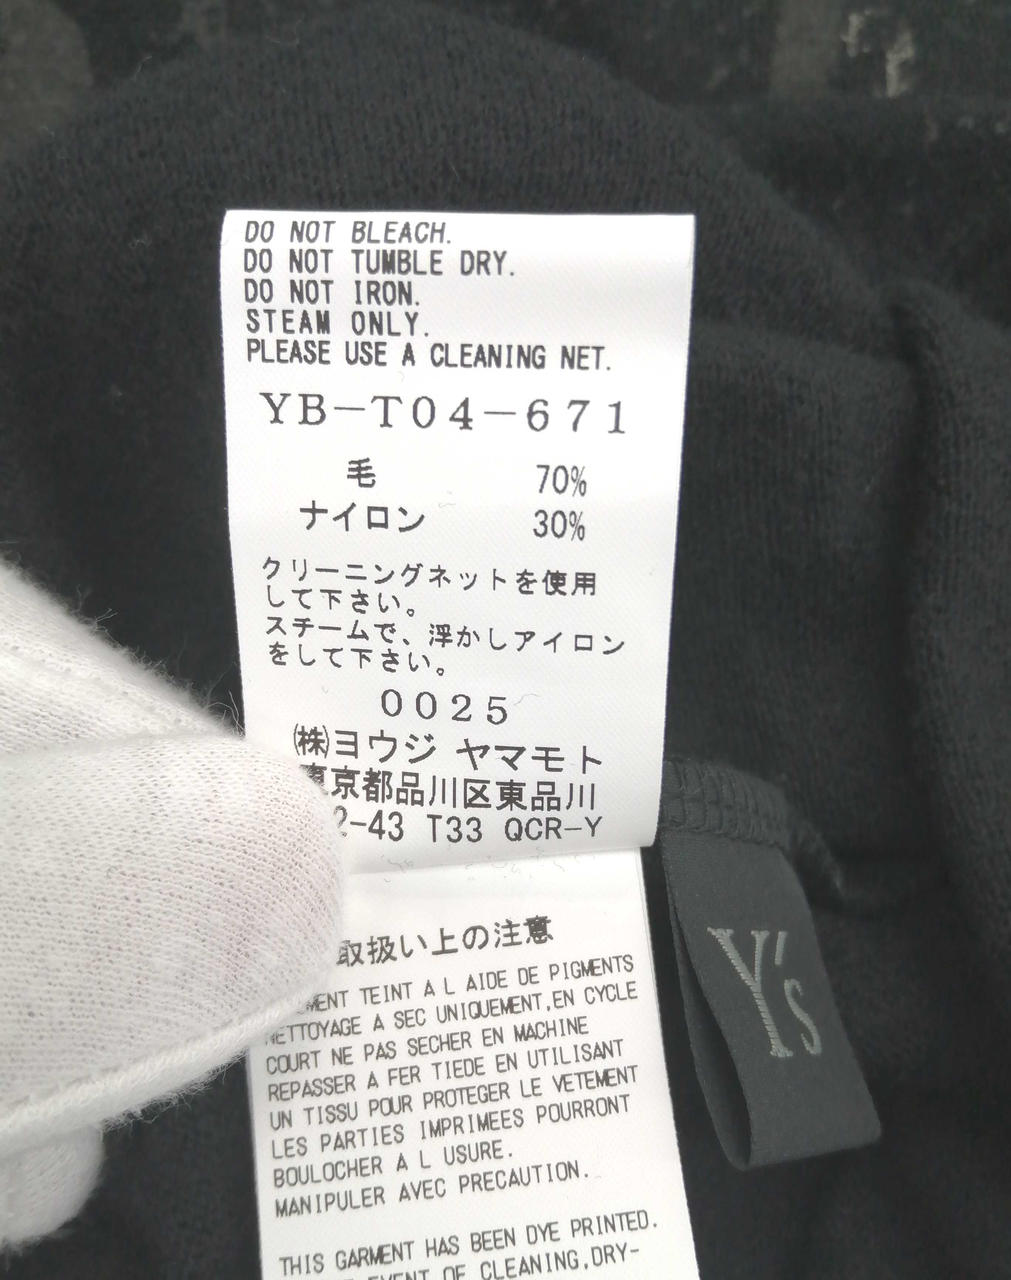 DO NOT BLEACH.
DO NOT TUMBLE DRY.
DO NOT IRON.
STEAM ONLY.
PLEASE USE A CLEANING NET.
YB-T04-671
毛 70%
ナイロン 30%
クリーニングネットを使用
して下さい。
スチームで、浮かしアイロン
をして下さい。
0025
㈱ヨウジ ヤマモト
東京都品川区東品川
2-43 T33 QCR-Y
取扱い上の注意
TEINT A L AIDE DE PIGMENTS
NETTOYAGE A SEC UNIQUEMENT,EN CYCLE
COURT NE PAS SECHER EN MACHINE
REPASSER A FER TIEDE EN UTILISANT
UN TISSU POUR PROTEGER LE VETEMENT
LES PARTIES IMPRIMEES POURRONT
BOULOCHER A L USURE.
MANIPULER AVEC PRECAUTION.
THIS GARMENT HAS BEEN DYE PRINTED.
EVENT OF CLEANING,DRY-
Y's